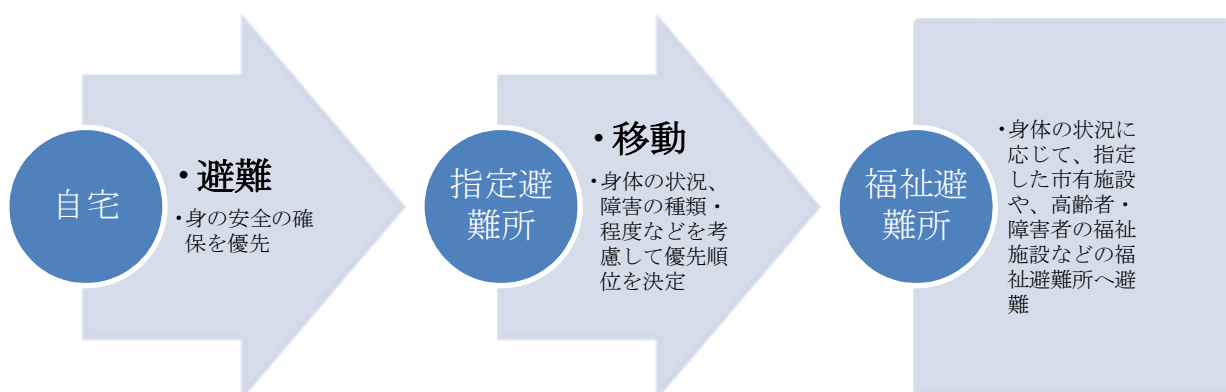 自宅
・避難
・身の安全の確
保を優先
指定避
難所
・移動
・身体の状況、
障害の種類・
程度などを考
慮して優先順
位を決定
福祉避
難所
・身体の状況に
応じて、指定
した市有施設
や、高齢者・
障害者の福祉
施設などの福
祉避難所へ避
難